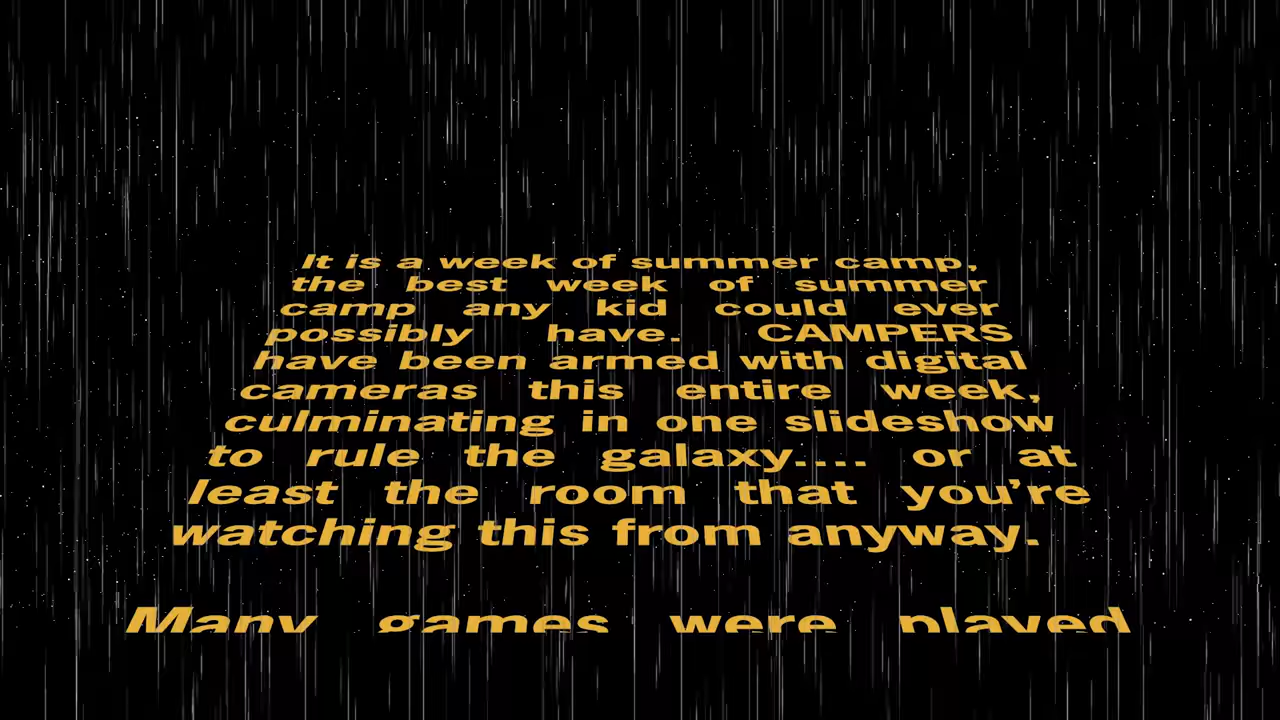 It is a week of summer camp,
the best week of summer
camp any kid could ever
possibly have. CAMPERS
have been armed with digital
cameras this entire week,
culminating in one slideshow
to rule the galaxy.... or at
least the room that you're
watching this from anyway.
Many games were played